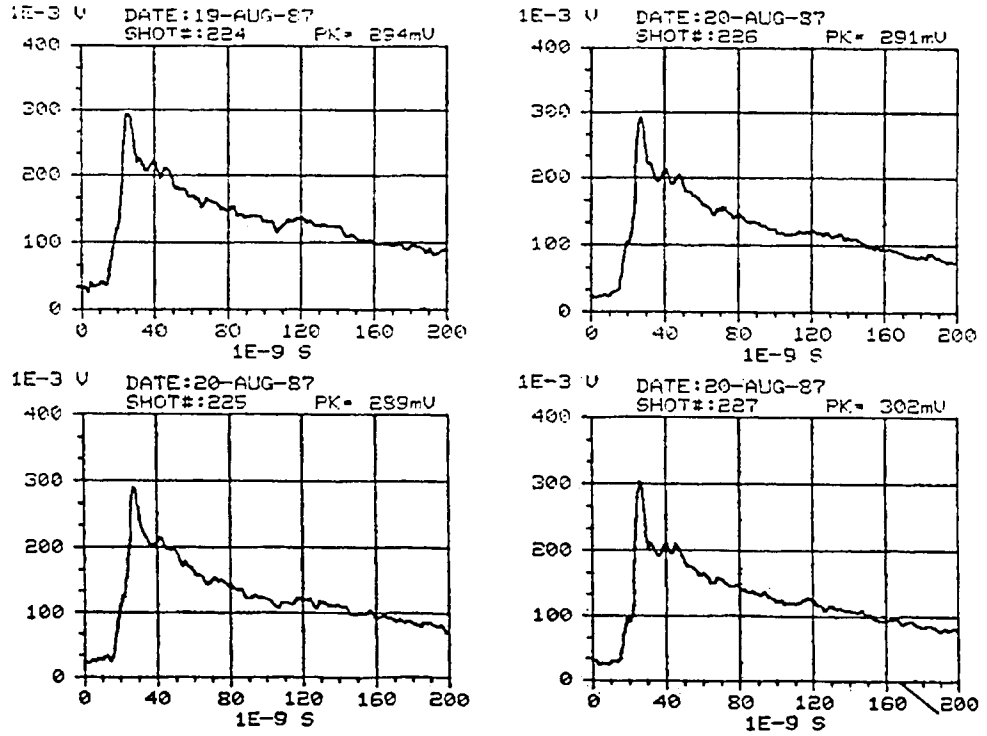 1E-3 V DATE:19-AUG-87
SHOT#:224 PK= 294mV
400
300
200
100
0
0 40 80 120 160 200
1E-9 S
1E-3 V DATE:20-AUG-87
SHOT#:226 PK= 291mV
400
300
200
100
0
0 40 80 120 160 200
1E-9 S
1E-3 V DATE:20-AUG-87
SHOT#:225 PK= 289mV
400
300
200
100
0
0 40 80 120 160 200
1E-9 S
1E-3 V DATE:20-AUG-87
SHOT#:227 PK= 302mV
400
300
200
100
0
0 40 80 120 160 200
1E-9 S